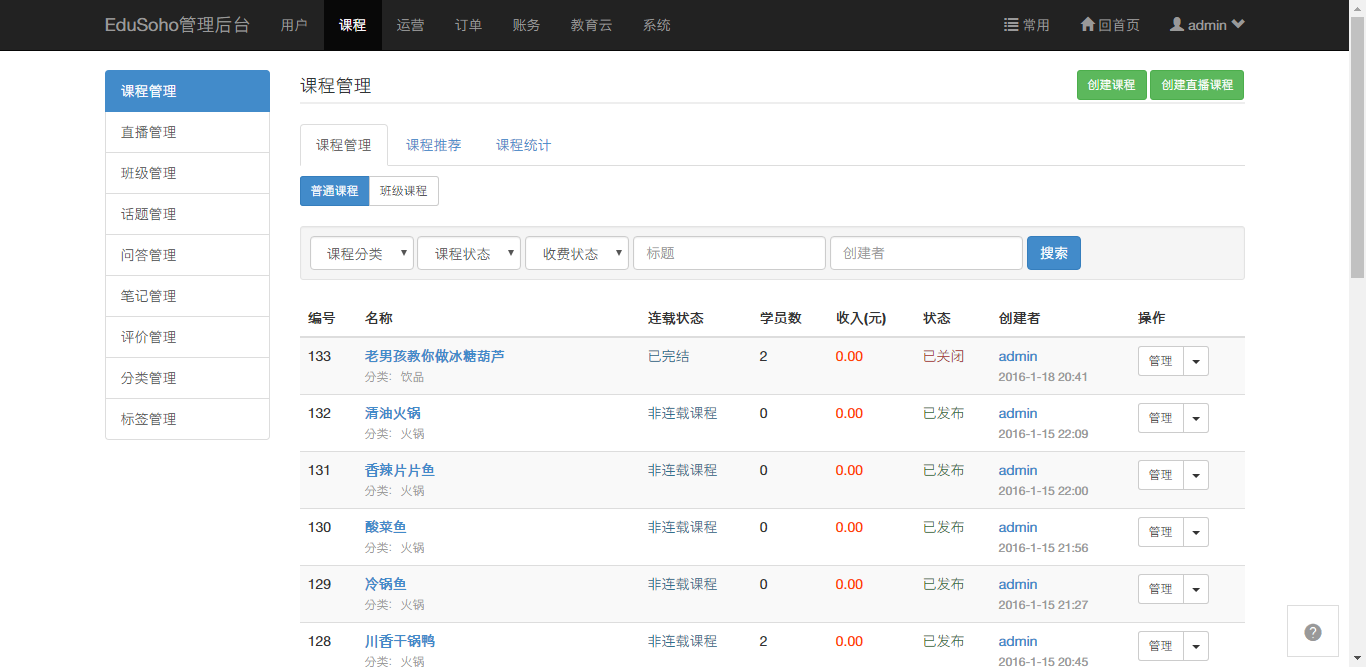 EduSoho管理后台 用户 课程 运营 订单 账务 教育云 系统 常用 回首页 admin
课程管理
直播管理
班级管理
话题管理
问答管理
笔记管理
评价管理
分类管理
标签管理
课程管理 创建课程 创建直播课程
课程管理 课程推荐 课程统计
普通课程 班级课程
课程分类 课程状态 收费状态 标题 创建者 搜索
编号 名称 连载状态 学员数 收入(元) 状态 创建者 操作
133 老男孩教你做冰糖葫芦 已完结 2 0.00 已关闭 admin 管理
分类：饮品 2016-1-18 20:41
132 清油火锅 非连载课程 0 0.00 已发布 admin 管理
分类：火锅 2016-1-15 22:09
131 香辣片片鱼 非连载课程 0 0.00 已发布 admin 管理
分类：火锅 2016-1-15 22:00
130 酸菜鱼 非连载课程 0 0.00 已发布 admin 管理
分类：火锅 2016-1-15 21:56
129 冷锅鱼 非连载课程 0 0.00 已发布 admin 管理
分类：火锅 2016-1-15 21:27
128 川香干锅鸭 非连载课程 2 0.00 已发布 admin 管理
分类：火锅 2016-1-15 20:45